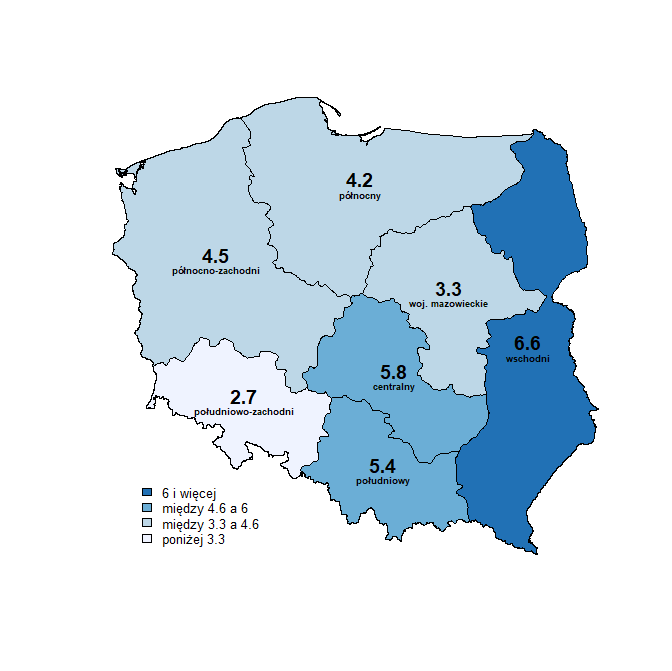 4.2
północny
4.5
północno-zachodni
3.3
woj. mazowieckie
6.6
wschodni
5.8
centralny
2.7
południowo-zachodni
5.4
południowy
6 i więcej
między 4.6 a 6
między 3.3 a 4.6
poniżej 3.3